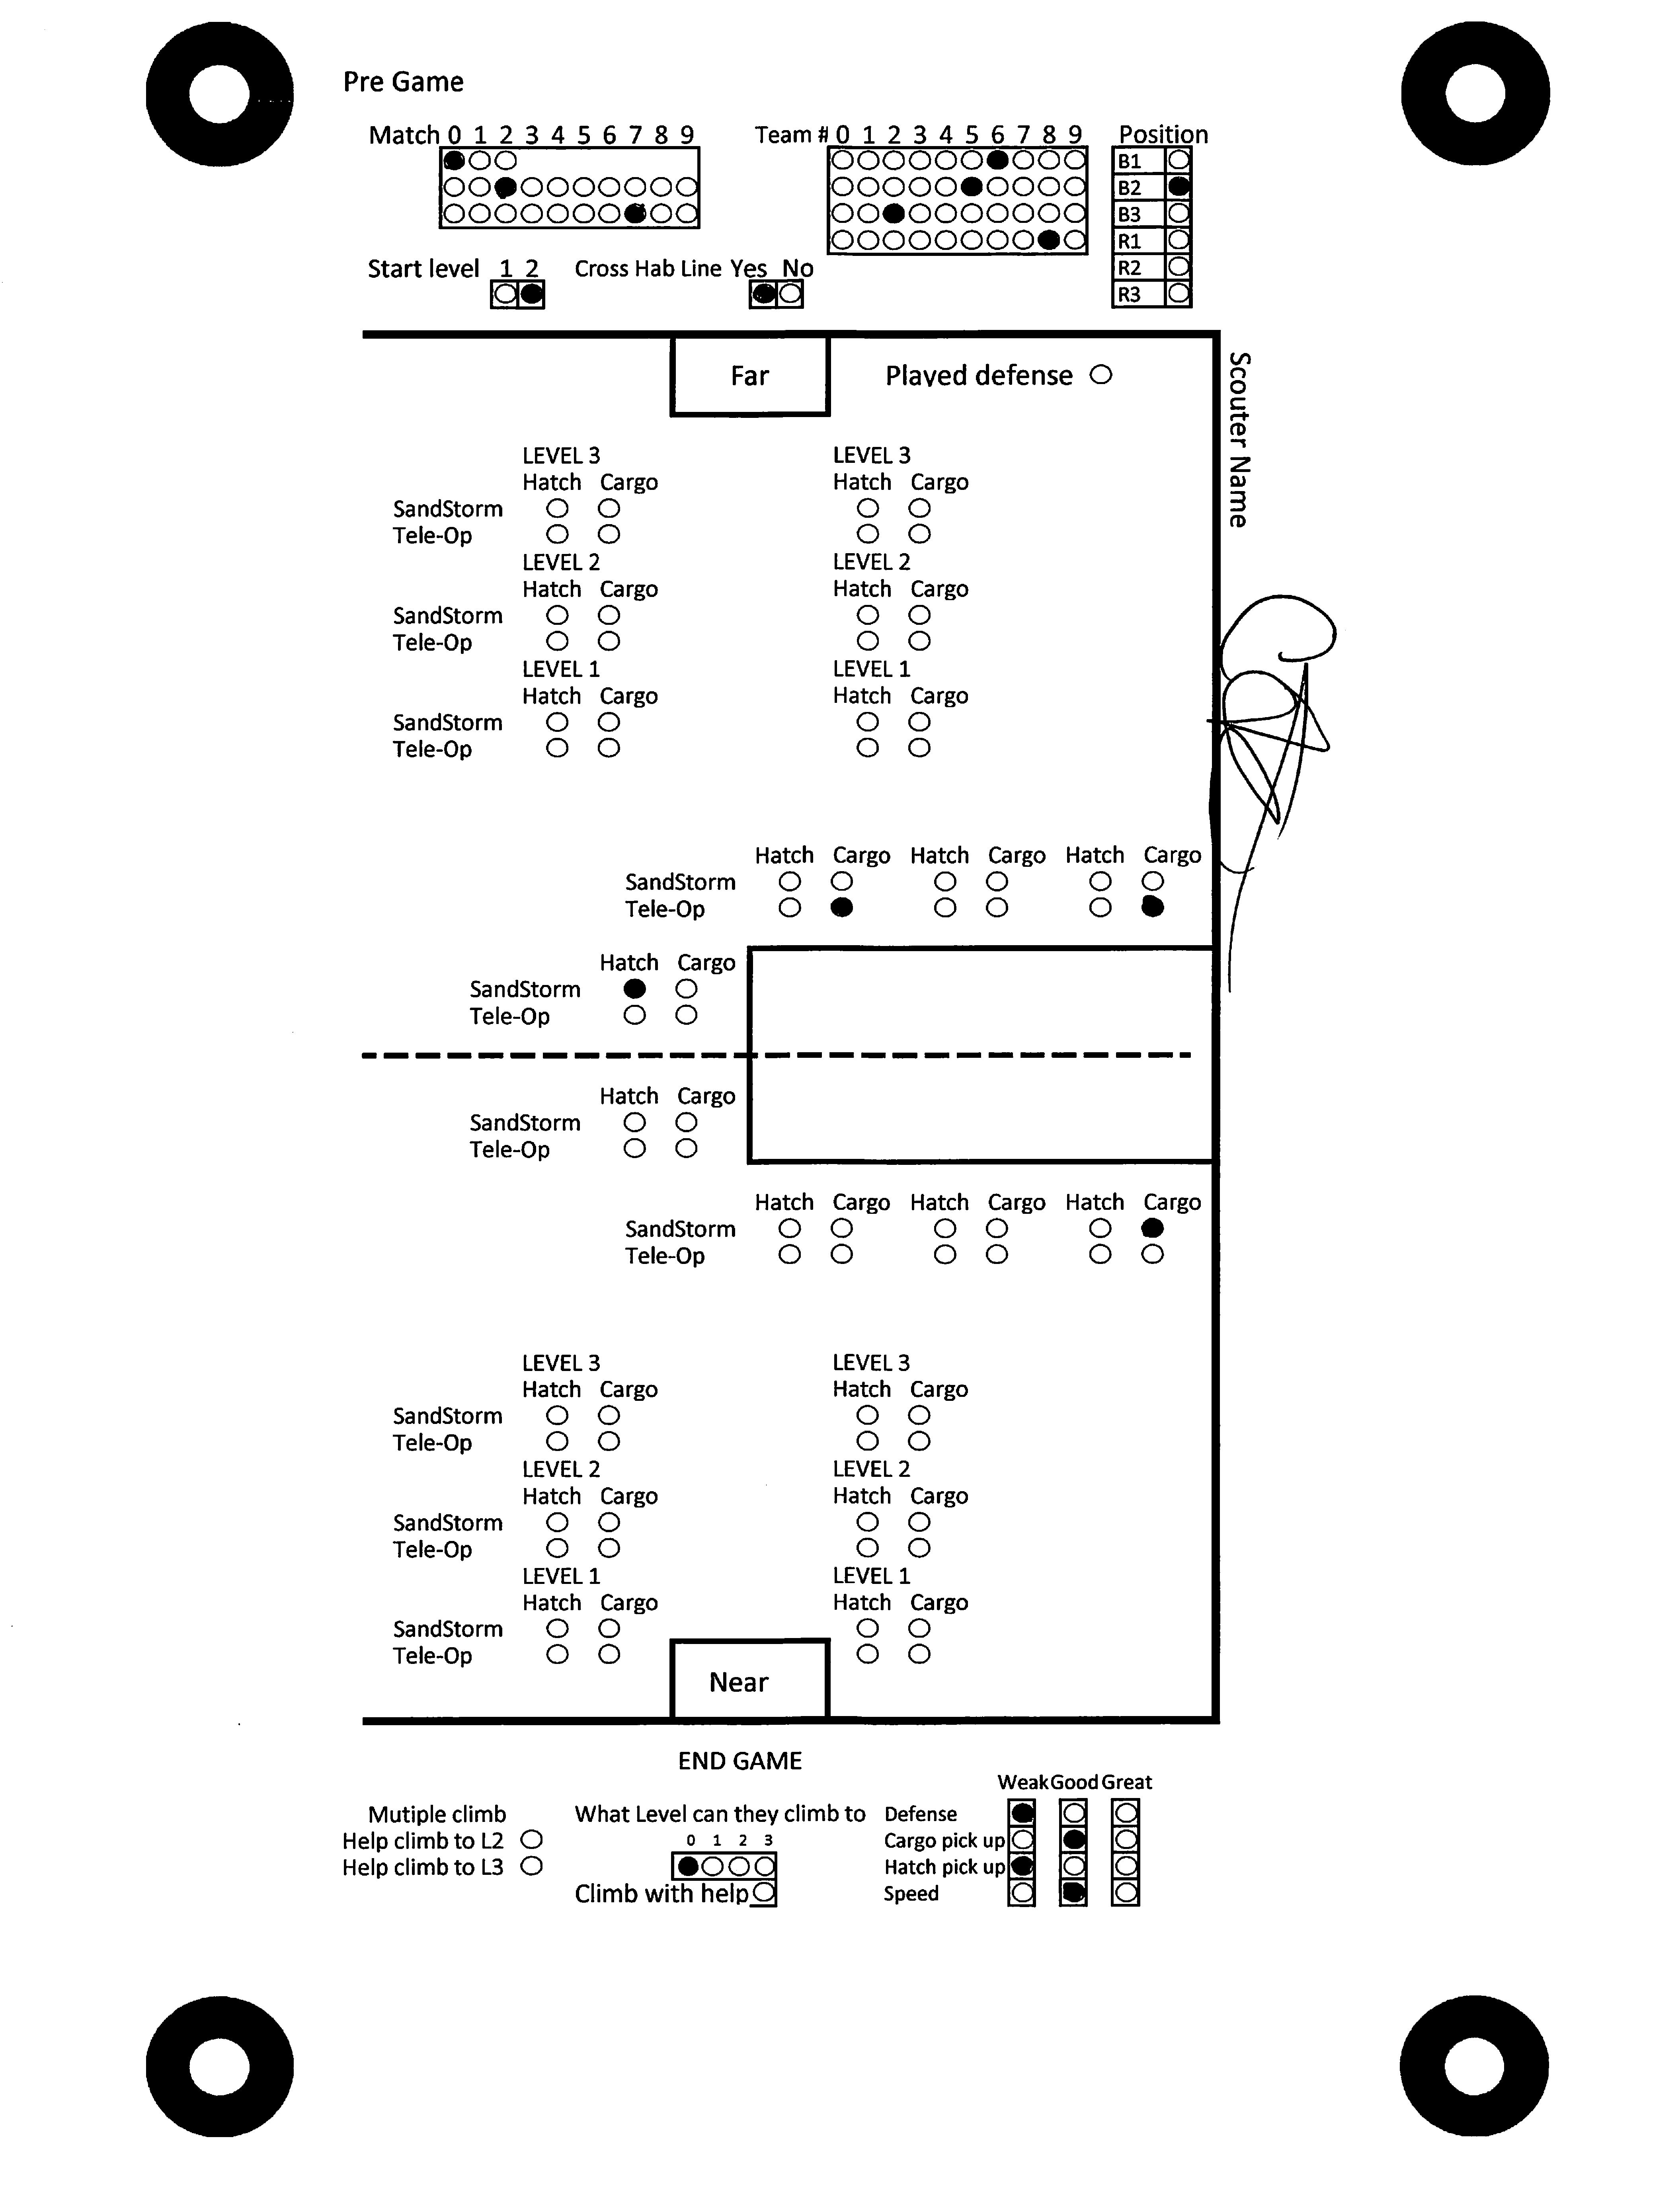 Pre Game
Match 0 1 2 3 4 5 6 7 8 9
Team # 0 1 2 3 4 5 6 7 8 9
Position
B1
B2
B3
R1
R2
R3
Start level 1 2
Cross Hab Line Yes No
Far
Played defense
Scouter Name
LEVEL 3 LEVEL 3
Hatch Cargo Hatch Cargo
SandStorm
Tele-Op
LEVEL 2 LEVEL 2
Hatch Cargo Hatch Cargo
SandStorm
Tele-Op
LEVEL 1 LEVEL 1
Hatch Cargo Hatch Cargo
SandStorm
Tele-Op
Hatch Cargo Hatch Cargo Hatch Cargo
SandStorm
Tele-Op
Hatch Cargo
SandStorm
Tele-Op
Hatch Cargo
SandStorm
Tele-Op
Hatch Cargo Hatch Cargo Hatch Cargo
SandStorm
Tele-Op
LEVEL 3 LEVEL 3
Hatch Cargo Hatch Cargo
SandStorm
Tele-Op
LEVEL 2 LEVEL 2
Hatch Cargo Hatch Cargo
SandStorm
Tele-Op
LEVEL 1 LEVEL 1
Hatch Cargo Hatch Cargo
SandStorm
Tele-Op
Near
END GAME
Mutiple climb
Help climb to L2
Help climb to L3
What Level can they climb to
0 1 2 3
Climb with help
Weak Good Great
Defense
Cargo pick up
Hatch pick up
Speed